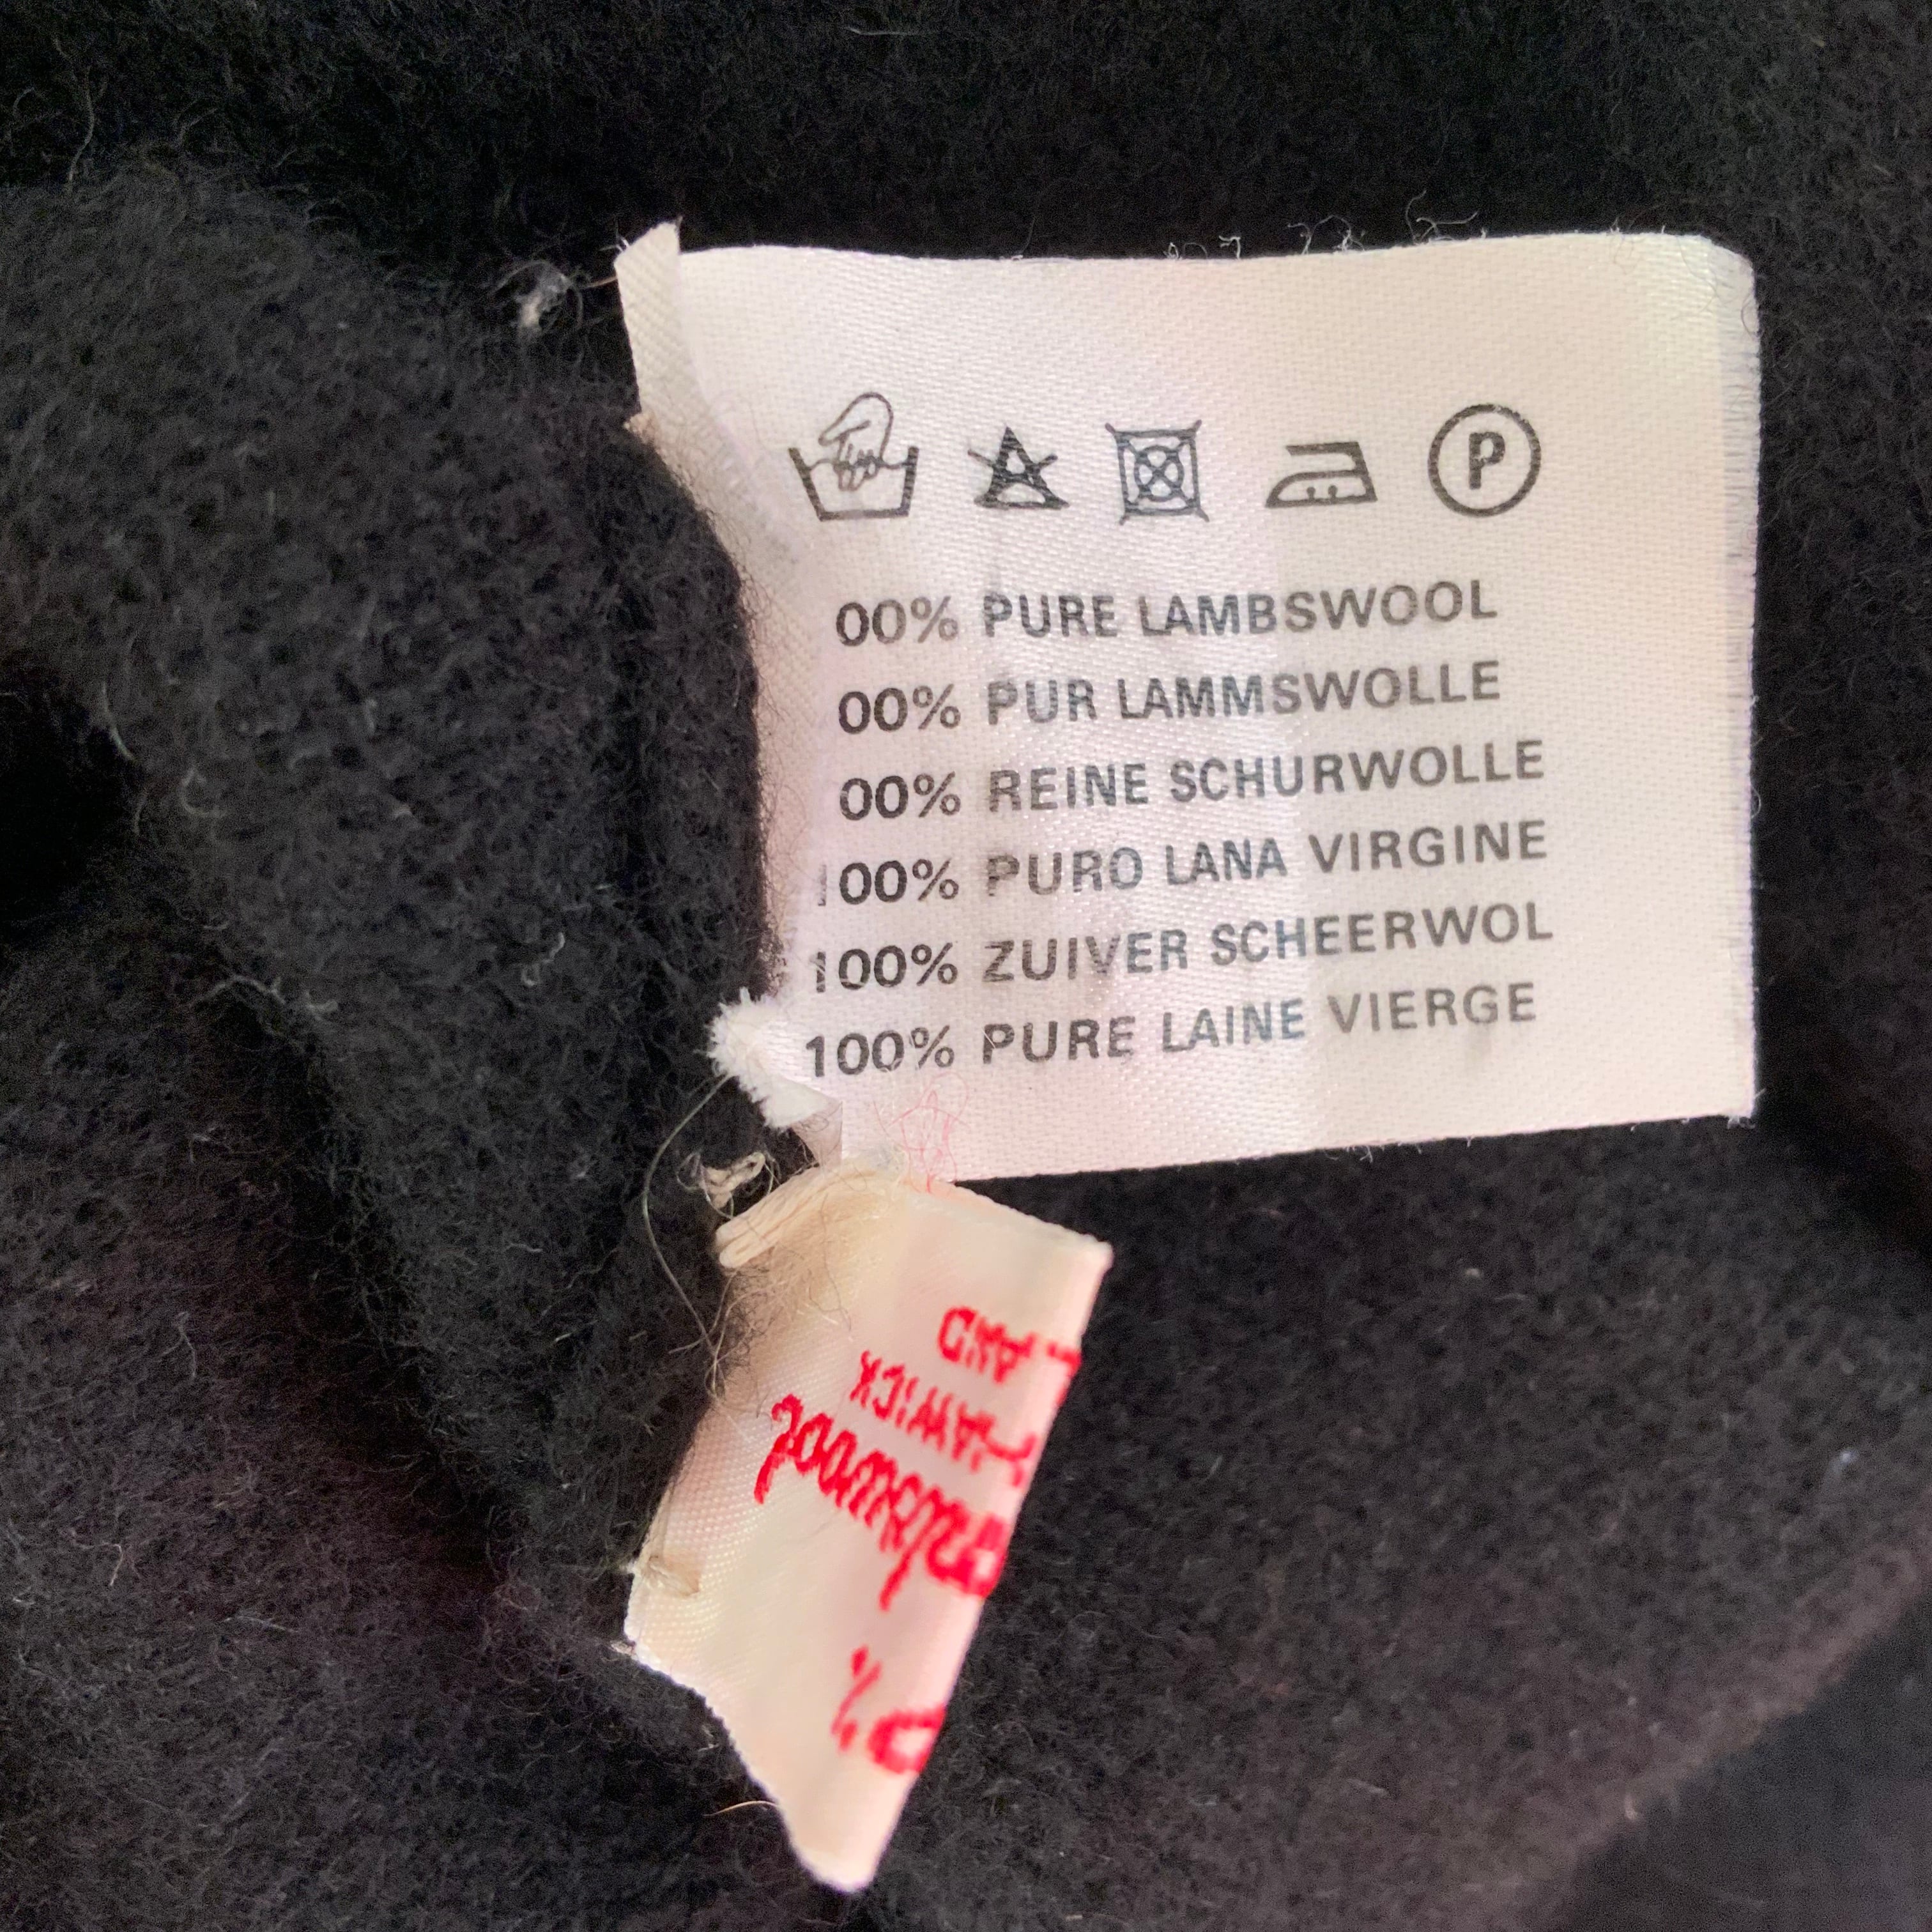 P
00% PURE LAMBSWOOL
00% PUR LAMMSWOLLE
00% REINE SCHURWOLLE
100% PURO LANA VIRGINE
100% ZUIVER SCHEERWOL
100% PURE LAINE VIERGE